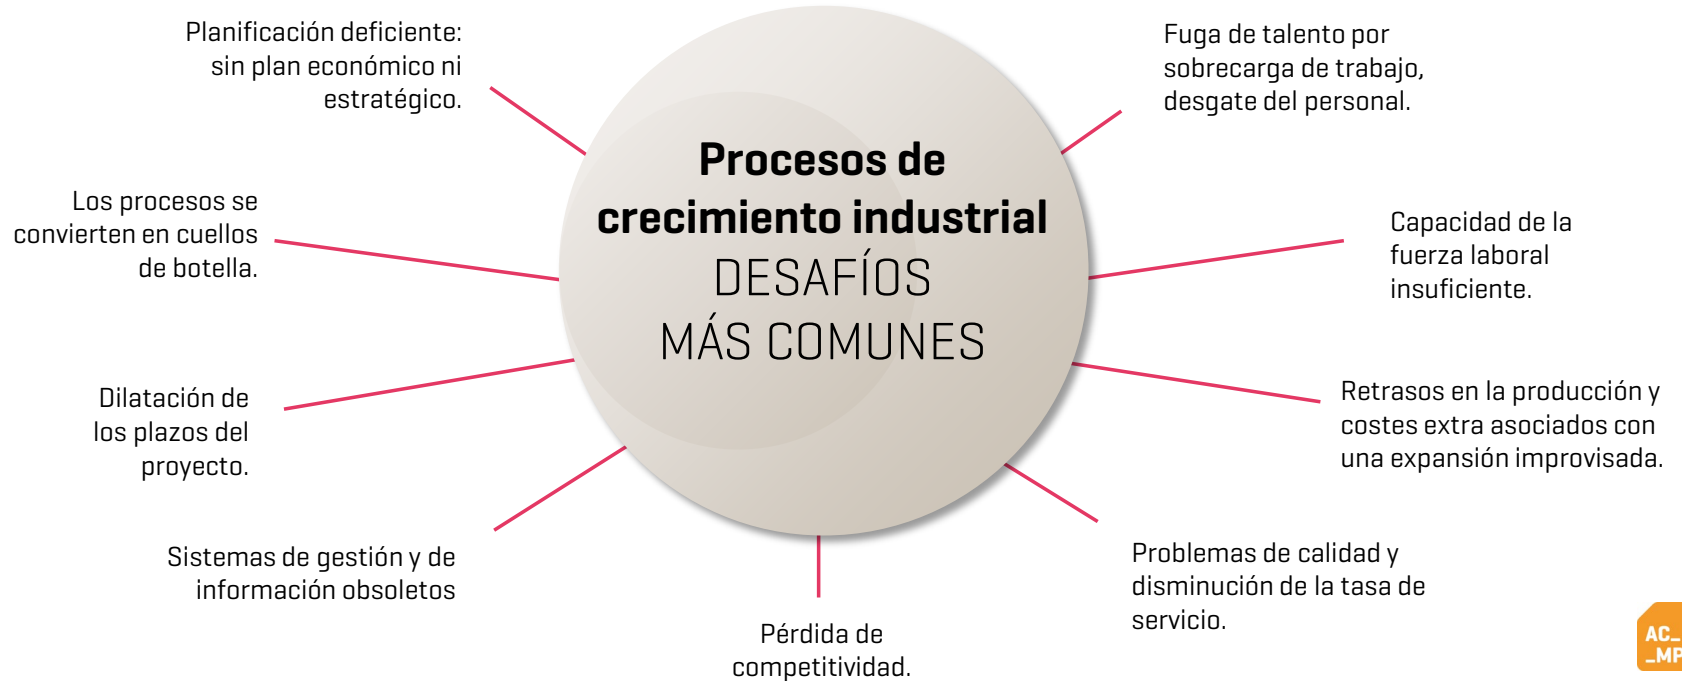 Procesos de
crecimiento industrial
DESAFÍOS
MÁS COMUNES
Planificación deficiente:
sin plan económico ni
estratégico.
Los procesos se
convierten en cuellos
de botella.
Dilatación de
los plazos del
proyecto.
Sistemas de gestión y de
información obsoletos
Pérdida de
competitividad.
Problemas de calidad y
disminución de la tasa de
servicio.
Retrasos en la producción y
costes extra asociados con
una expansión improvisada.
Capacidad de la
fuerza laboral
insuficiente.
Fuga de talento por
sobrecarga de trabajo,
desgate del personal.
AC_
_MP